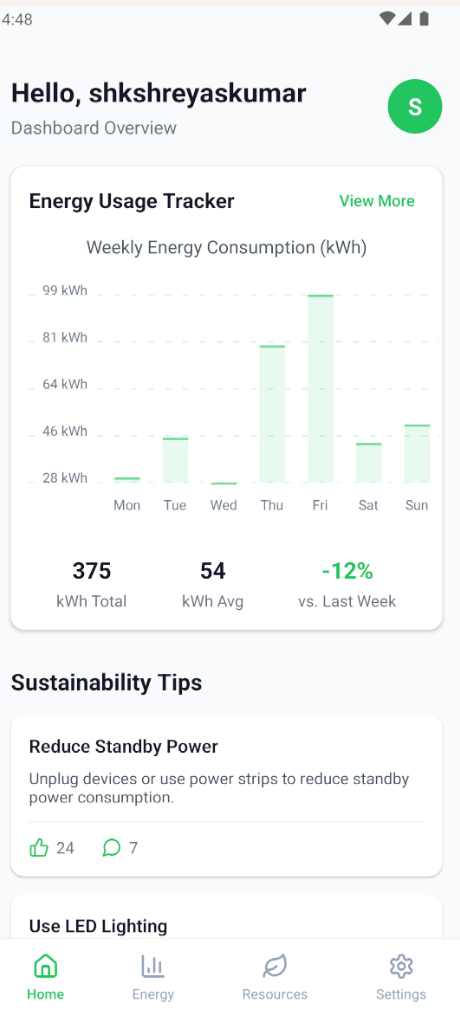 4:48
Hello, shkshreyaskumar
S
Dashboard Overview
Energy Usage Tracker
View More
Weekly Energy Consumption (kWh)
99 kWh
81 kWh
64 kWh
46 kWh
28 kWh
Mon Tue Wed Thu Fri Sat Sun
375 54 -12%
kWh Total kWh Avg vs. Last Week
Sustainability Tips
Reduce Standby Power
Unplug devices or use power strips to reduce standby
power consumption.
24 7
Use LED Lighting
Home Energy Resources Settings